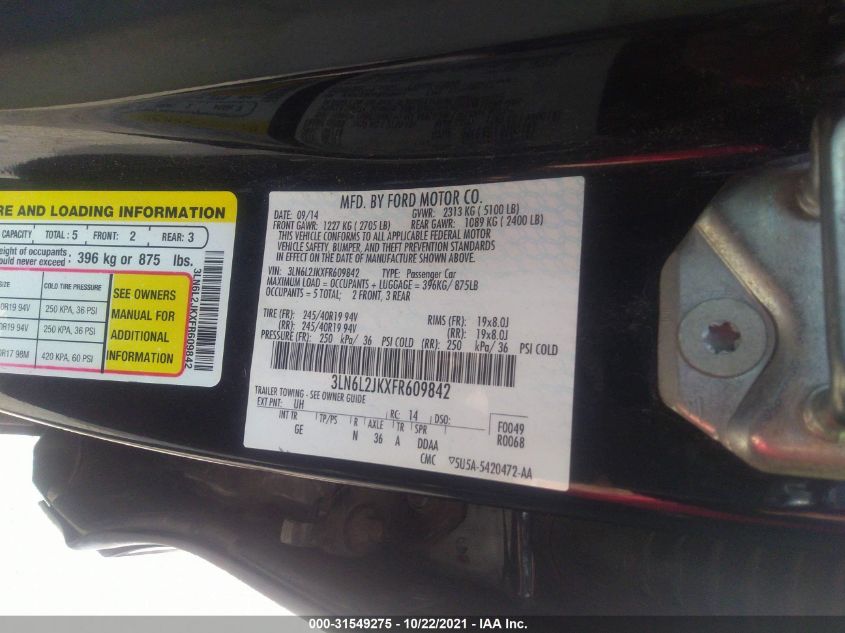 RE AND LOADING INFORMATION
CAPACITY TOTAL : 5 FRONT: 2 REAR: 3
eight of occupants never exceed : 396 kg or 875 lbs.
SIZE COLD TIRE PRESSURE
0R19 94V 250 KPA, 36 PSI
0R19 94V 250 KPA, 36 PSI
0R17 98M 420 KPA, 60 PSI
SEE OWNERS
MANUAL FOR
ADDITIONAL
INFORMATION
3LN6L2JKXFR609842
MFD. BY FORD MOTOR CO.
DATE: 09/14 GVWR: 2313 KG ( 5100 LB)
FRONT GAWR: 1227 KG ( 2705 LB) REAR GAWR: 1089 KG ( 2400 LB)
THIS VEHICLE CONFORMS TO ALL APPLICABLE FEDERAL MOTOR
VEHICLE SAFETY, BUMPER, AND THEFT PREVENTION STANDARDS
IN EFFECT ON THE DATE OF MANUFACTURE SHOWN ABOVE.
VIN: 3LN6L2JKXFR609842 TYPE: Passenger Car
MAXIMUM LOAD = OCCUPANTS + LUGGAGE = 396KG/ 875LB
OCCUPANTS = 5 TOTAL; 2 FRONT, 3 REAR
TIRE (FR): 245/40R19 94V RIMS (FR): 19x8.0J
(RR): 245/40R19 94V (RR): 19x8.0J
PRESSURE (FR): 250 kPa/ 36 PSI COLD (RR): 250 kPa/ 36 PSI COLD
3LN6L2JKXFR609842
TRAILER TOWING - SEE OWNER GUIDE
EXT PNT: UH RC: 14 DSO:
INT TR TP/PS R AXLE TR SPR F0049
GE N 36 A DDAA R0068
CMC ▽5U5A-5420472-AA
000-31549275 - 10/22/2021 - IAA Inc.